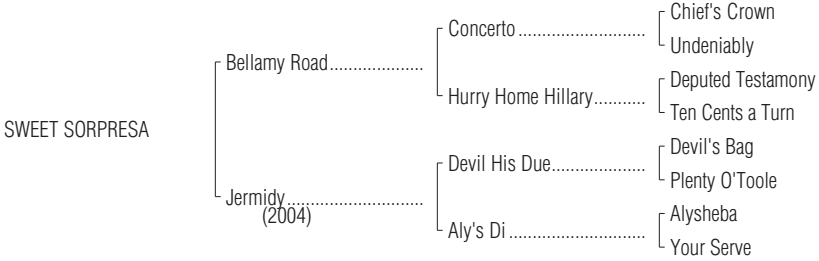 Chief's Crown
Concerto ...........................
Undeniably
Bellamy Road....................
Deputed Testamony
Hurry Home Hillary...........
Ten Cents a Turn
SWEET SORPRESA
Devil's Bag
Devil His Due....................
Plenty O'Toole
Jermidy.............................
(2004)
Alysheba
Aly's Di .............................
Your Serve